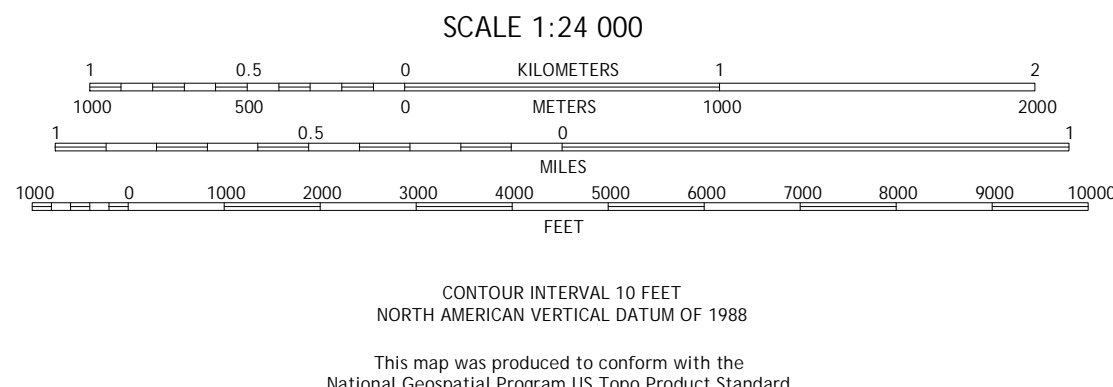 SCALE 1:24 000
1 0.5 0 KILOMETERS 1 2
1000 500 0 METERS 1000 2000
1 0.5 0 1
MILES
1000 0 1000 2000 3000 4000 5000 6000 7000 8000 9000 10000
FEET
CONTOUR INTERVAL 10 FEET
NORTH AMERICAN VERTICAL DATUM OF 1988
This map was produced to conform with the
National Geospatial Program US Topo Product Standard